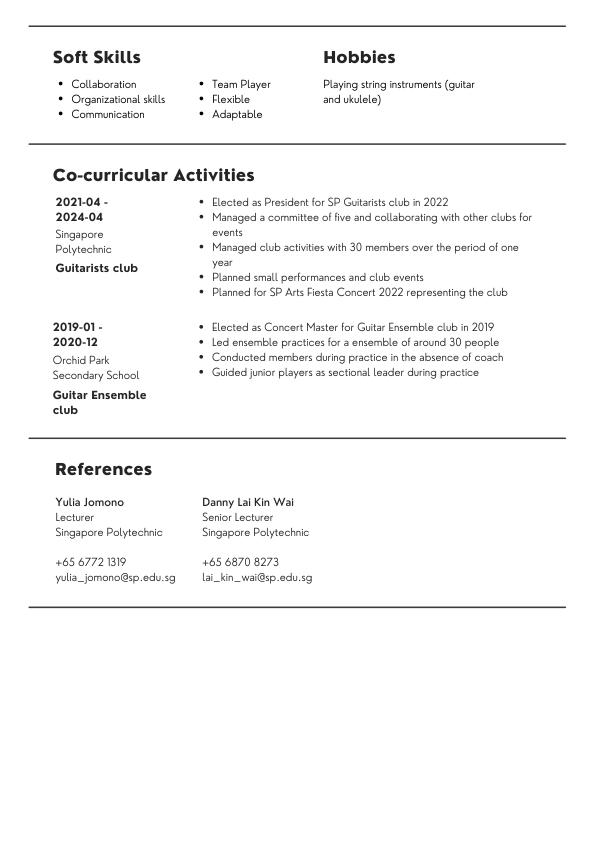 Soft Skills
• Collaboration
• Organizational skills
• Communication
• Team Player
• Flexible
• Adaptable
Hobbies
Playing string instruments (guitar
and ukulele)
Co-curricular Activities
2021-04 -
2024-04
Singapore
Polytechnic
Guitarists club
• Elected as President for SP Guitarists club in 2022
• Managed a committee of five and collaborating with other clubs for
events
• Managed club activities with 30 members over the period of one
year
• Planned small performances and club events
• Planned for SP Arts Fiesta Concert 2022 representing the club
2019-01 -
2020-12
Orchid Park
Secondary School
Guitar Ensemble
club
• Elected as Concert Master for Guitar Ensemble club in 2019
• Led ensemble practices for a ensemble of around 30 people
• Conducted members during practice in the absence of coach
• Guided junior players as sectional leader during practice
References
Yulia Jomono
Lecturer
Singapore Polytechnic
+65 6772 1319
yulia_jomono@sp.edu.sg
Danny Lai Kin Wai
Senior Lecturer
Singapore Polytechnic
+65 6870 8273
lai_kin_wai@sp.edu.sg